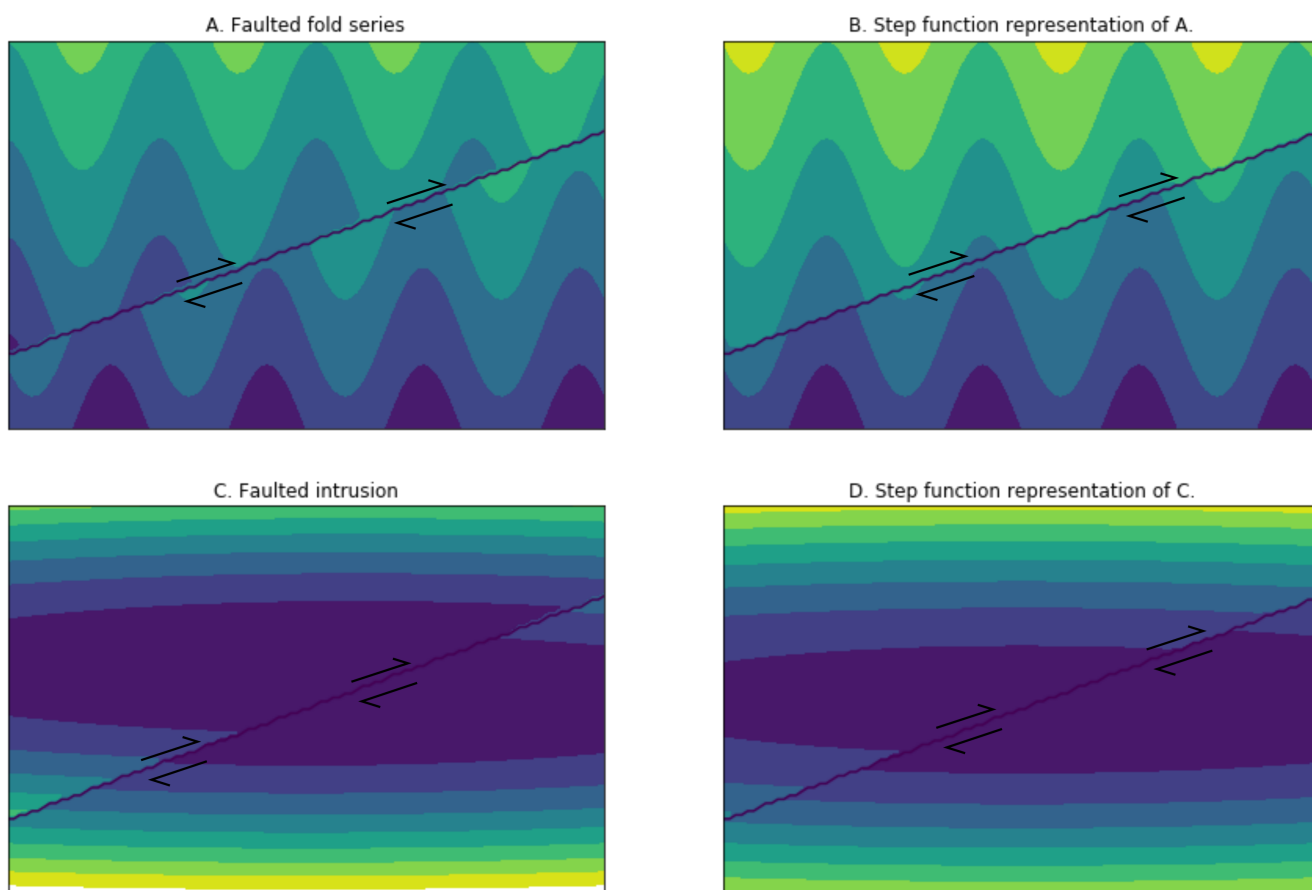 A. Faulted fold series
B. Step function representation of A.
C. Faulted intrusion
D. Step function representation of C.